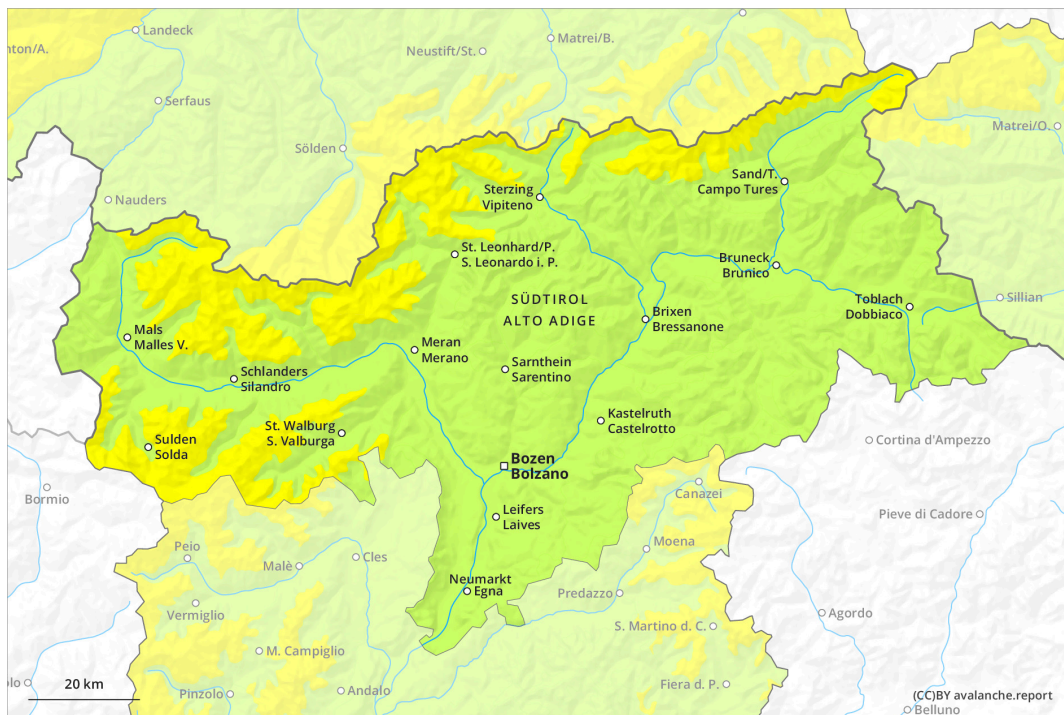 Landeck
nton/A.
Neustift/St.
Matrei/B.
Serfaus
Matrei/O.
Sölden
Sand/T.
Campo Tures
Sterzing
Vipiteno
Nauders
St. Leonhard/P.
S. Leonardo i. P.
Bruneck
Brunico
SÜDTIROL
ALTO ADIGE
Toblach
Dobbiaco
Sillian
Brixen
Bressanone
Mals
Malles V.
Meran
Merano
Sarnthein
Sarentino
Schlanders
Silandro
Kastelruth
Castelrotto
St. Walburg
S. Valburga
Sulden
Solda
Cortina d'Ampezzo
Bozen
Bolzano
Bormio
Canazei
Leifers
Laives
Pieve di Cadore
Peio
Cles
Malè
Moena
Neumarkt
Egna
Predazzo
Vermiglio
Agordo
S. Martino d. C.
M. Campiglio
20 km
olo
Pinzolo
Andalo
Fiera d. P.
(CC)BY avalanche.report
Belluno